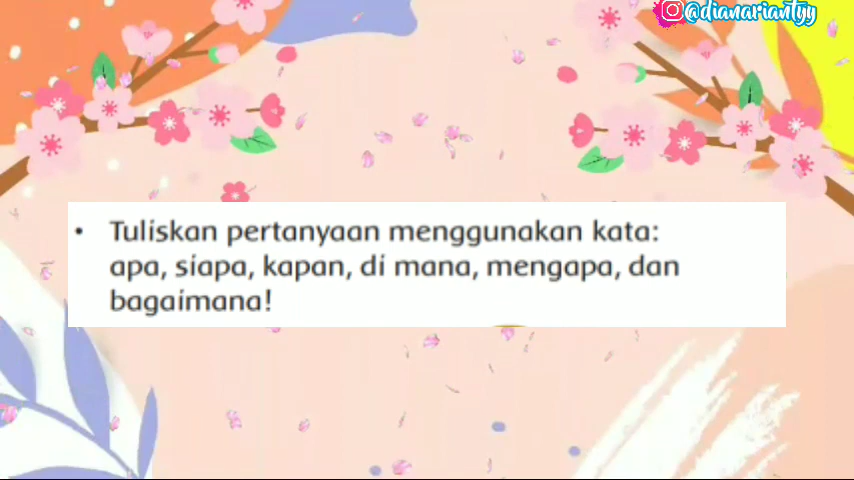 @dianariantyy
• Tuliskan pertanyaan menggunakan kata:
apa, siapa, kapan, di mana, mengapa, dan
bagaimana!